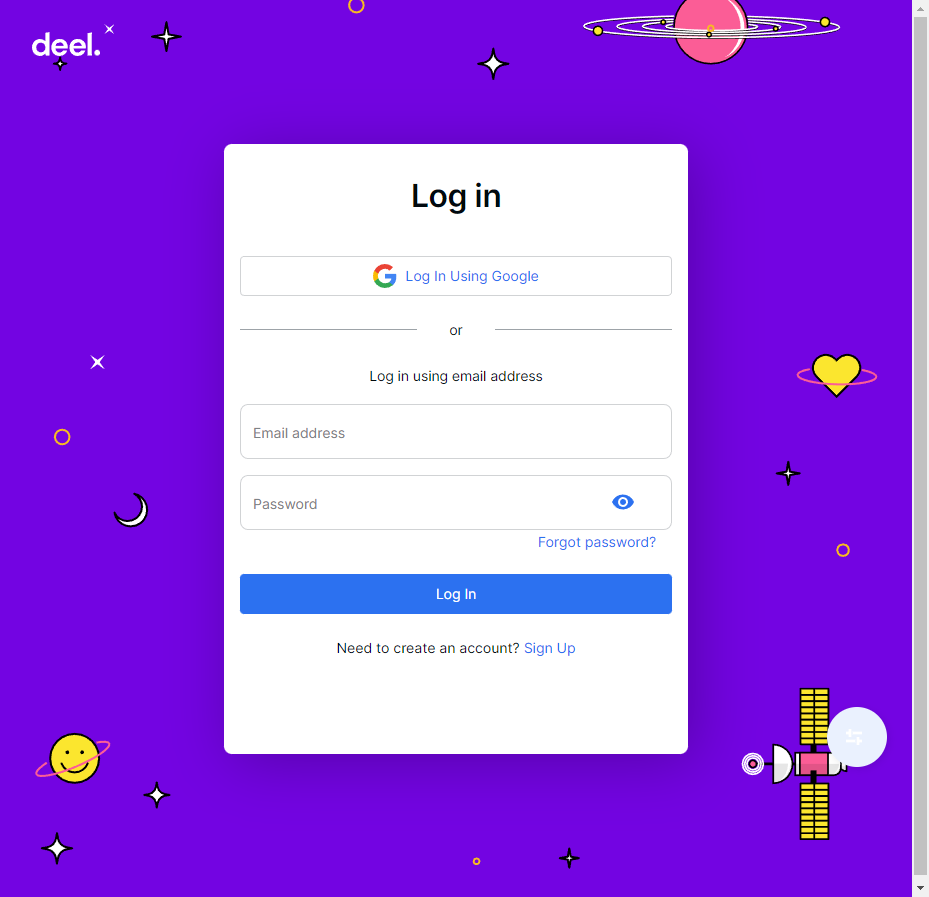 deel.
Log in
Log In Using Google
or
Log in using email address
Email address
Password
Forgot password?
Log In
Need to create an account? Sign Up